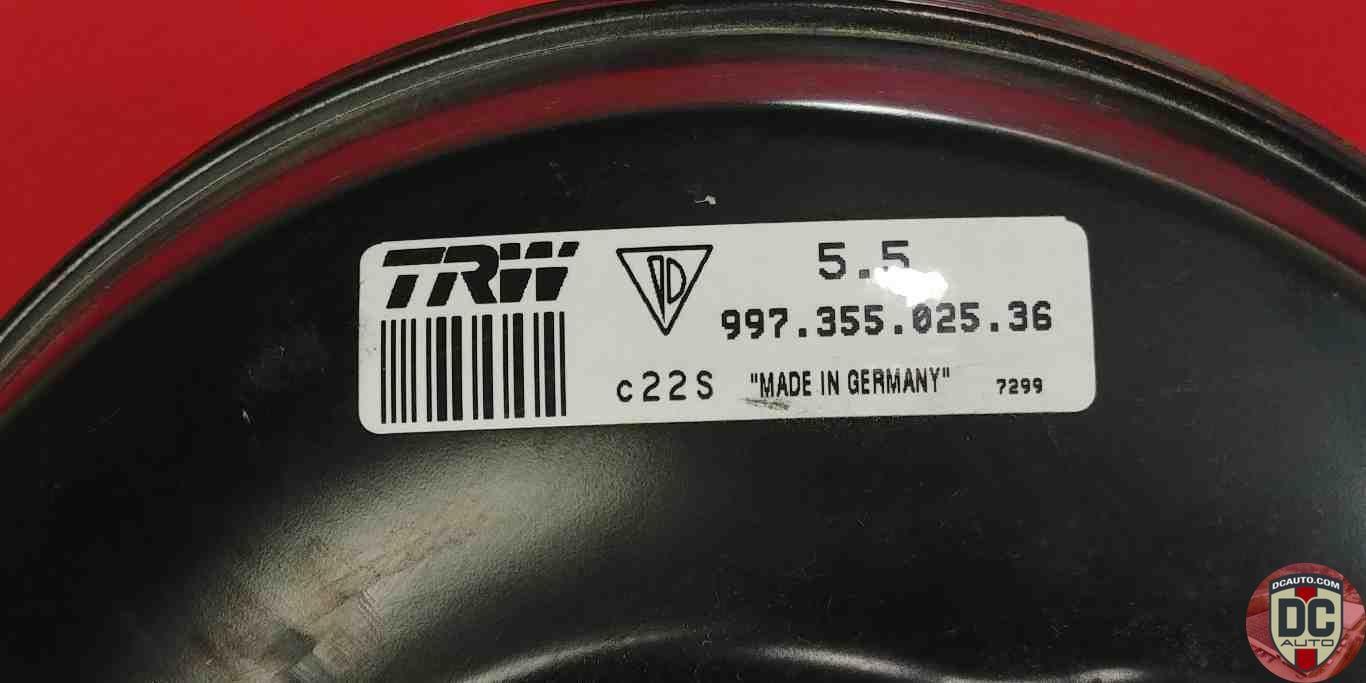 TRW
5.5
997.355.025.36
c22S "MADE IN GERMANY" 7299
DCAUTO.COM
DC
AUTO